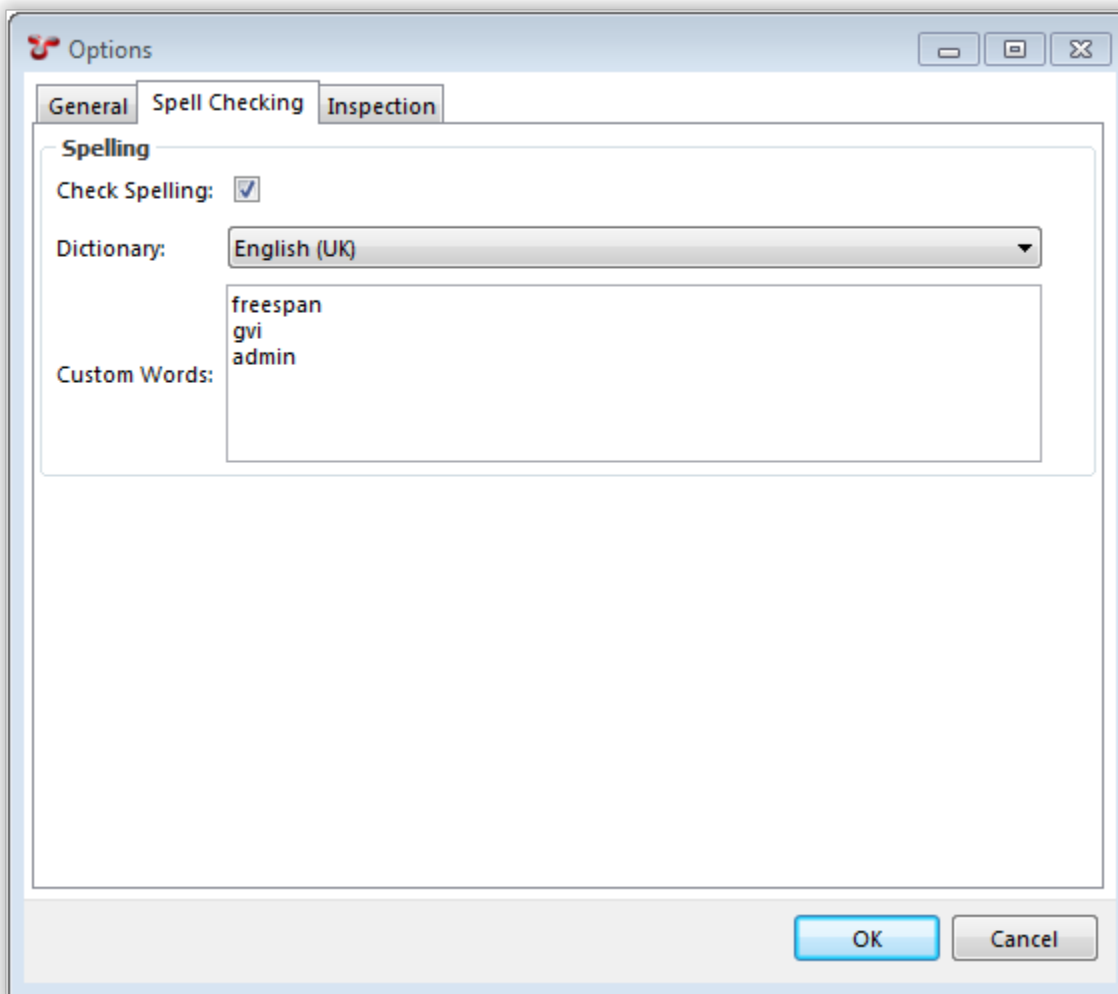 Options
General Spell Checking Inspection
Spelling
Check Spelling:
Dictionary: English (UK)
freespan
gvi
admin
Custom Words:
OK Cancel